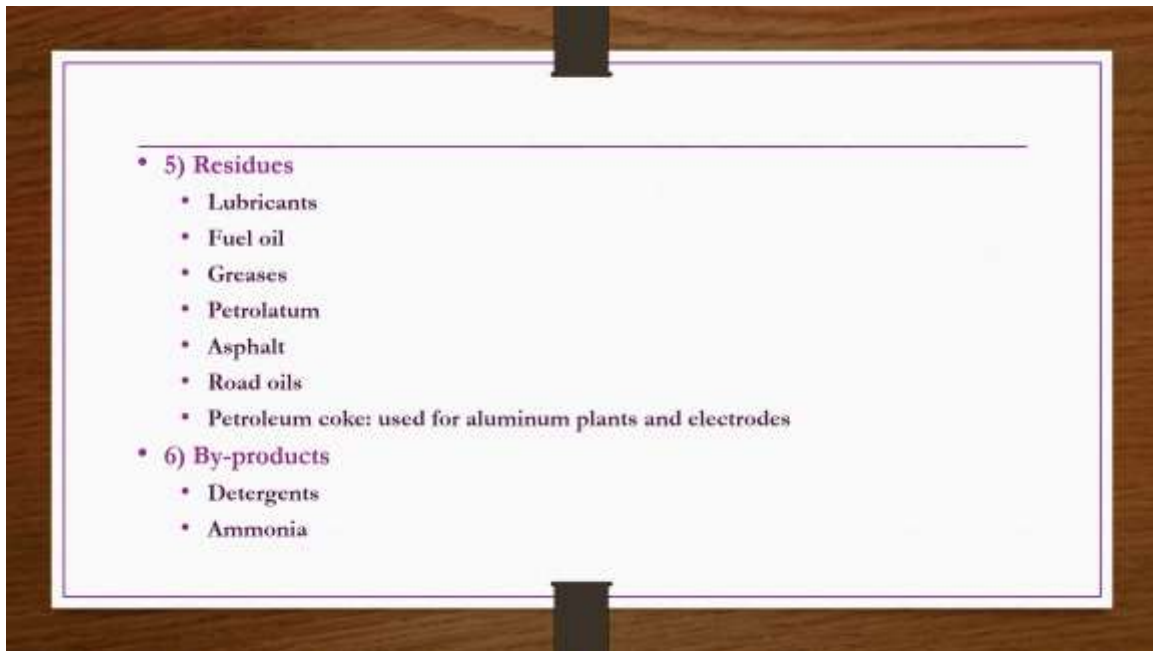 • 5) Residues
• Lubricants
• Fuel oil
• Greases
• Petrolatum
• Asphalt
• Road oils
• Petroleum coke: used for aluminum plants and electrodes
• 6) By-products
• Detergents
• Ammonia